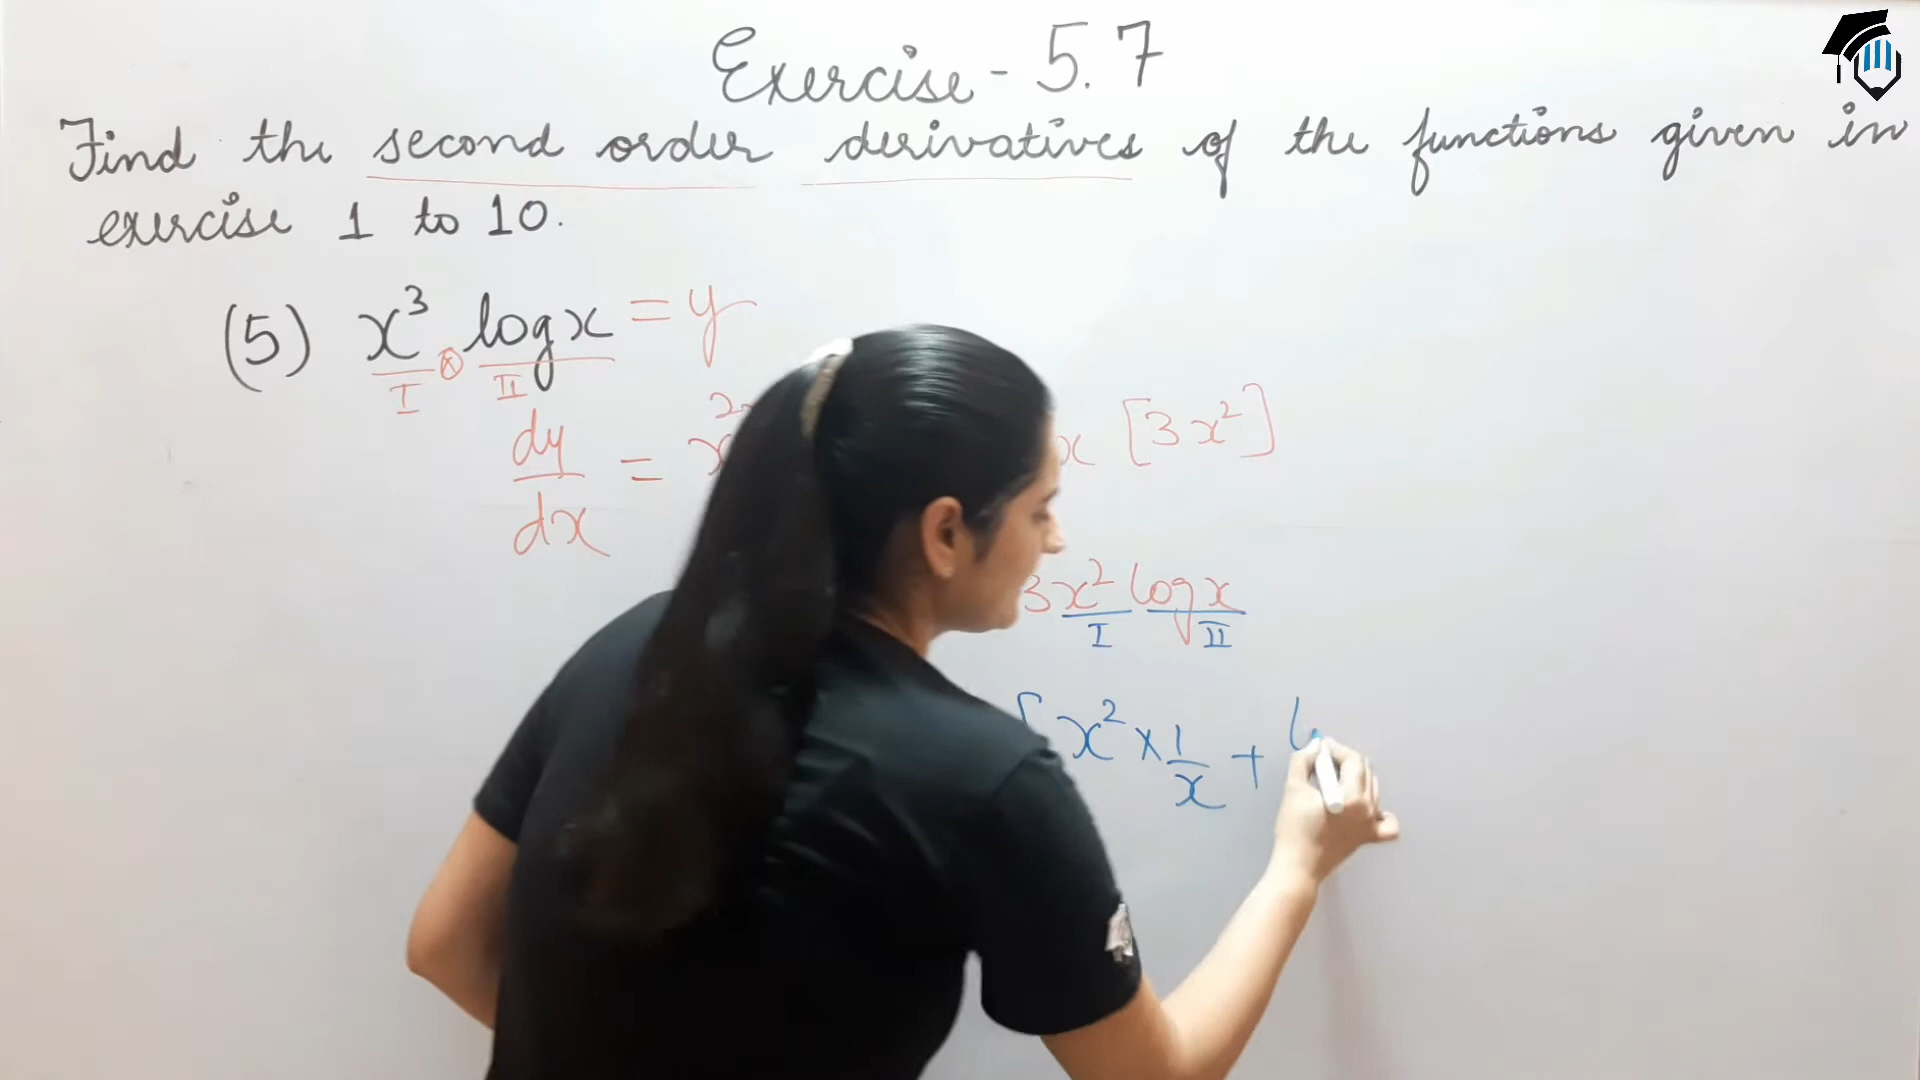 Exercise - 5.7
Find the second order derivatives of the functions given in
exercise 1 to 10.
(5) x³ log x = y
I ⊗ II
dy/dx = x² x [3x²]
3x² log x
I II
[x² × 1/x + l